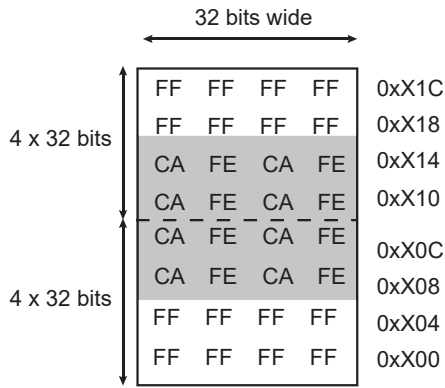 32 bits wide
FF FF FF FF 0xX1C
FF FF FF FF 0xX18
4 x 32 bits
CA FE CA FE 0xX14
CA FE CA FE 0xX10
CA FE CA FE 0xX0C
CA FE CA FE 0xX08
4 x 32 bits
FF FF FF FF 0xX04
FF FF FF FF 0xX00